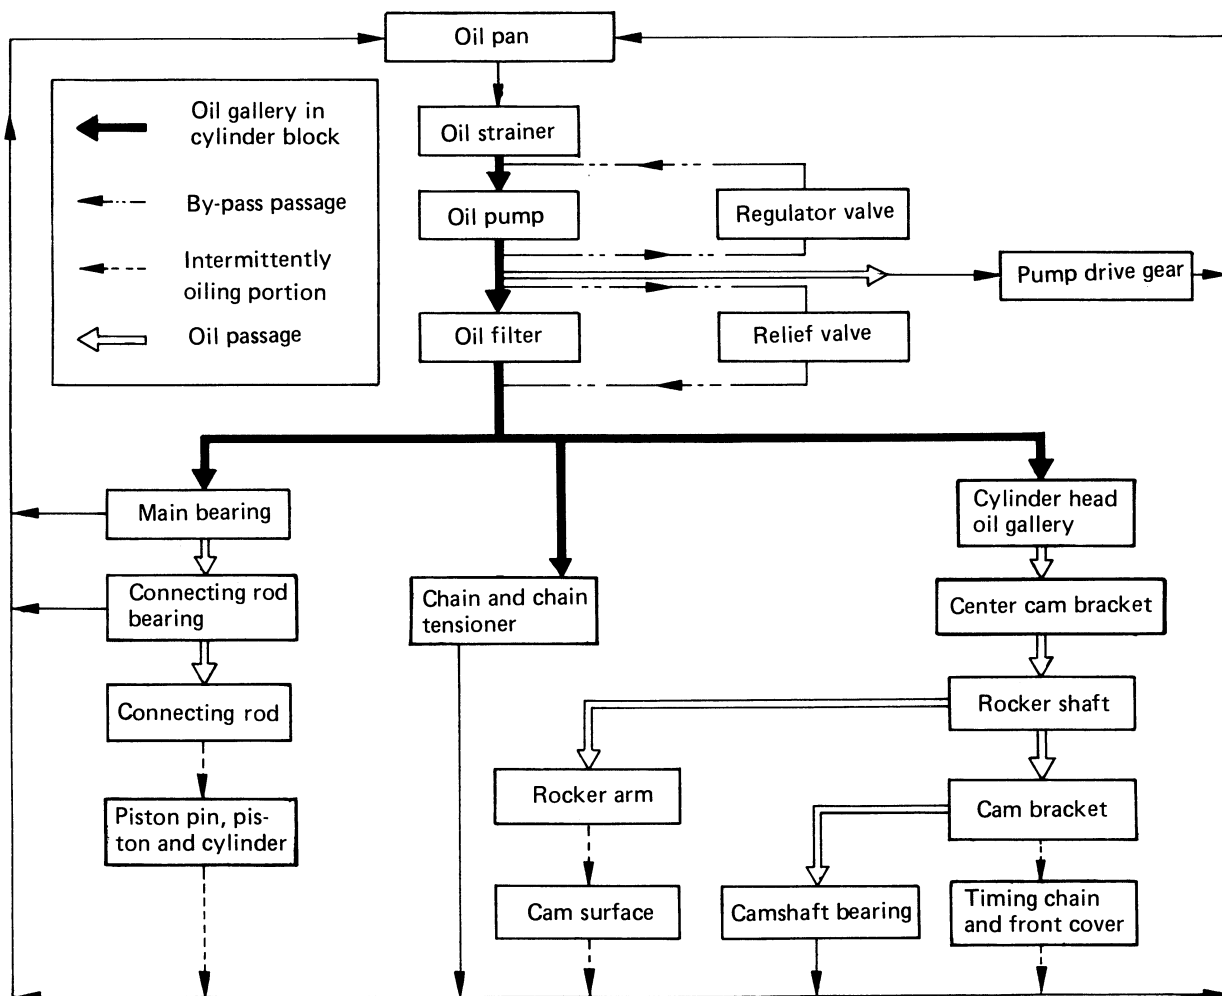 Oil pan
Oil gallery in
cylinder block
By-pass passage
Intermittently
oiling portion
Oil passage
Oil strainer
Oil pump
Regulator valve
Pump drive gear
Oil filter
Relief valve
Main bearing
Cylinder head
oil gallery
Connecting rod
bearing
Chain and chain
tensioner
Center cam bracket
Connecting rod
Rocker shaft
Piston pin, pis-
ton and cylinder
Rocker arm
Cam bracket
Cam surface
Camshaft bearing
Timing chain
and front cover